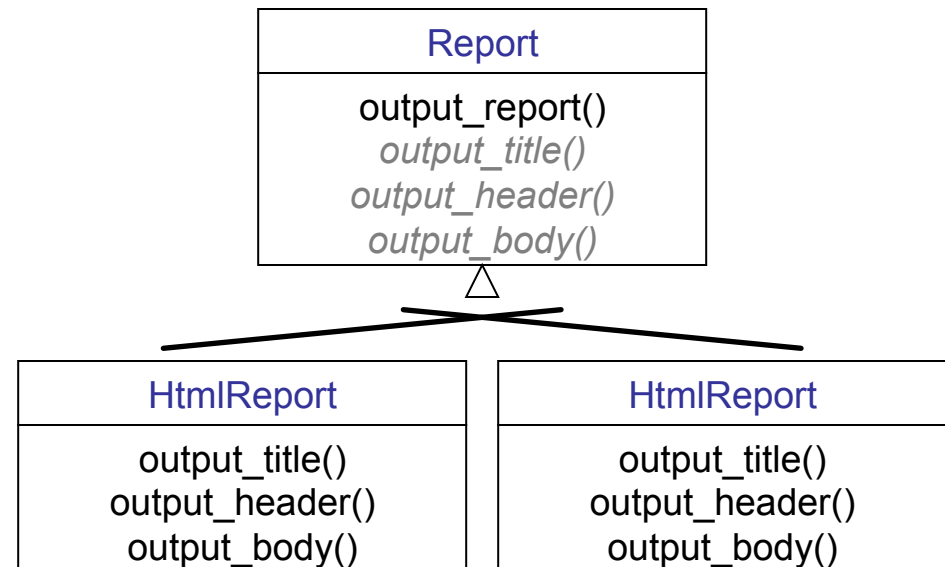 Report
output_report()
output_title()
output_header()
output_body()
HtmlReport
output_title()
output_header()
output_body()
HtmlReport
output_title()
output_header()
output_body()